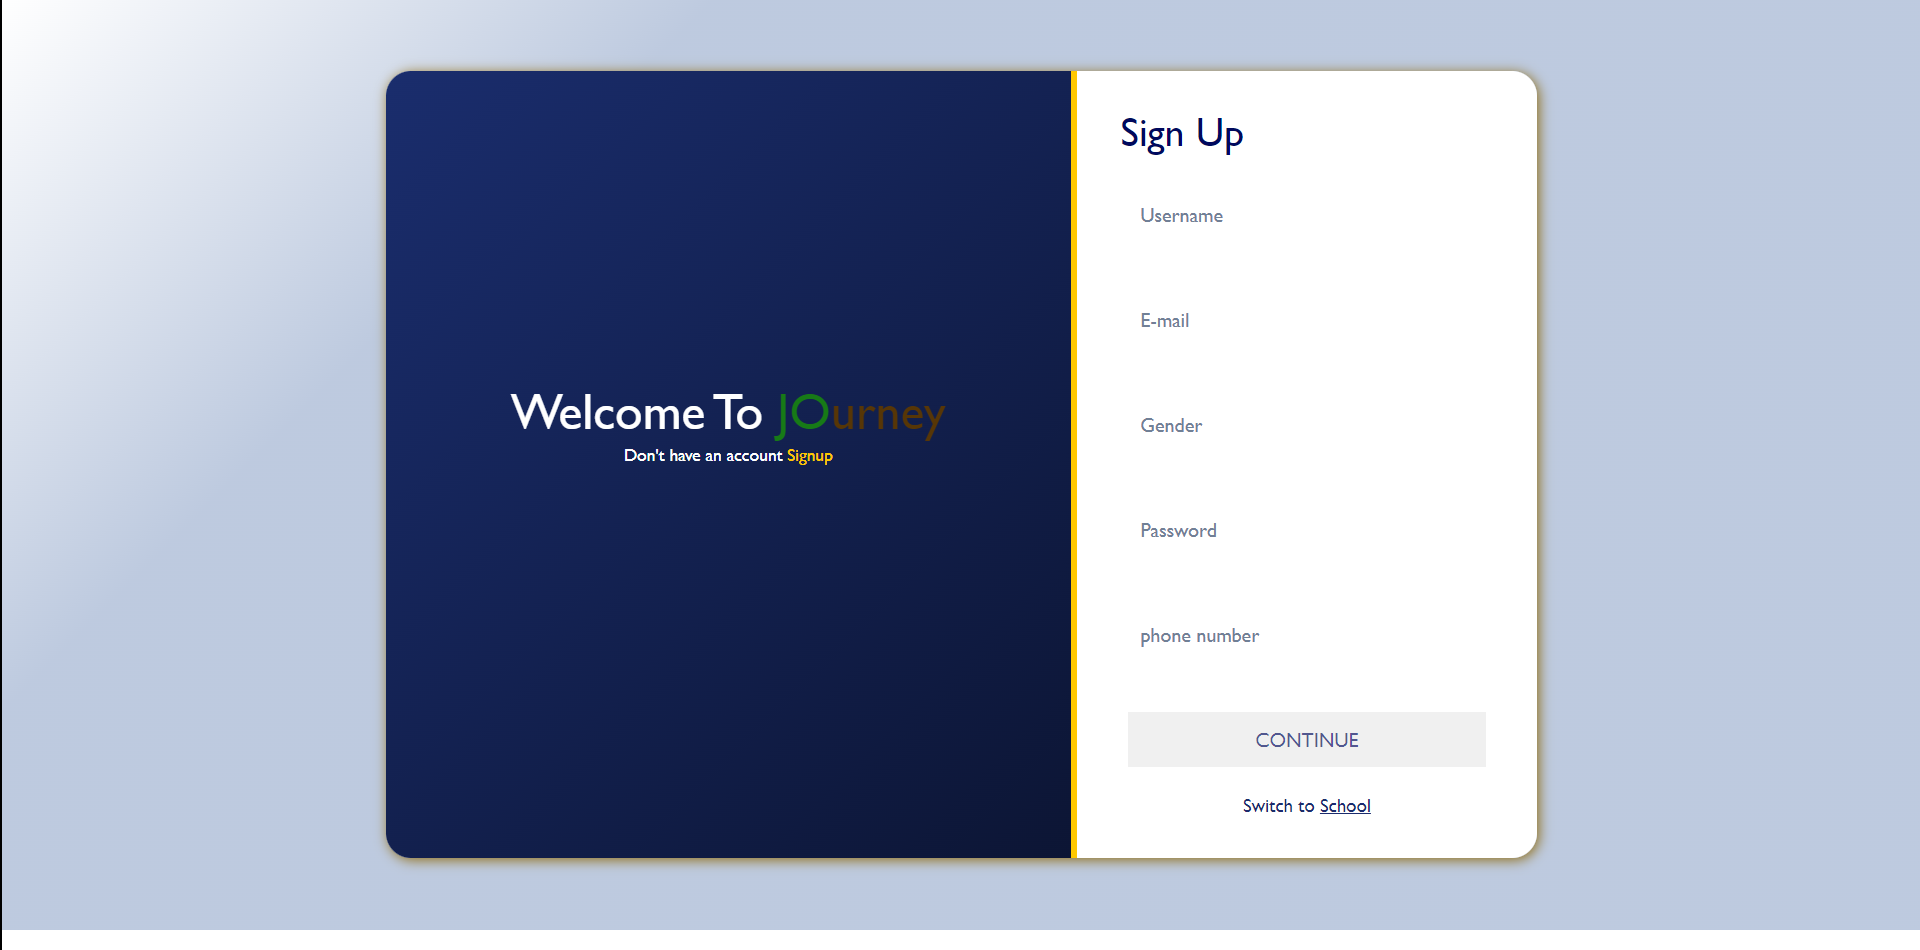 Welcome To JOurney
Don't have an account Signup
Sign Up
Username
E-mail
Gender
Password
phone number
CONTINUE
Switch to School